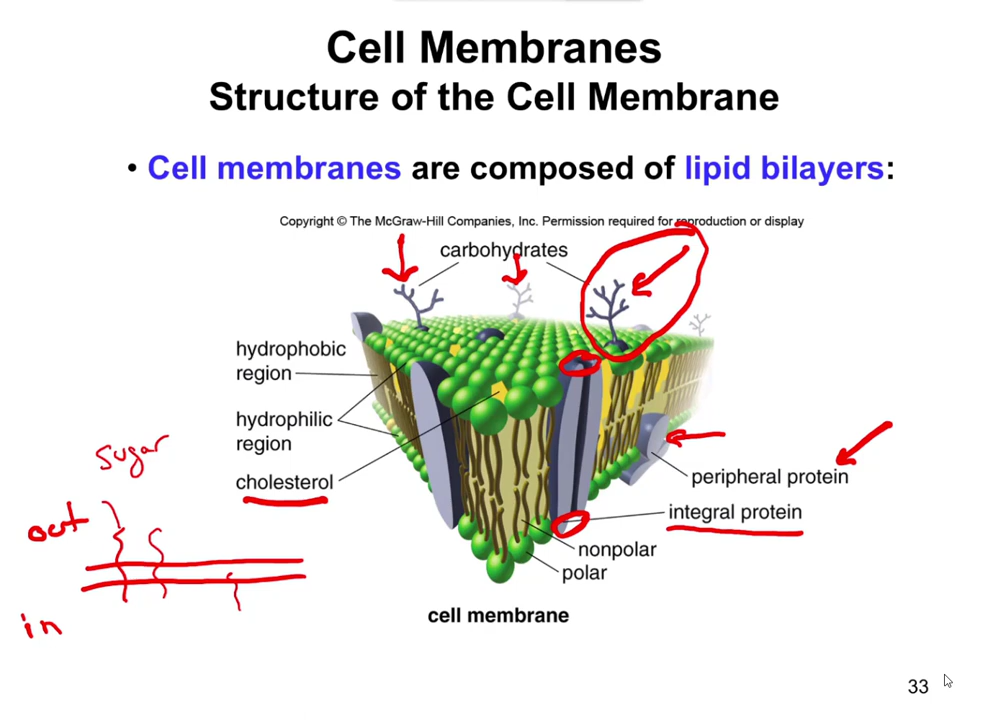 Cell Membranes
Structure of the Cell Membrane
• Cell membranes are composed of lipid bilayers:
Copyright © The McGraw-Hill Companies, Inc. Permission required for reproduction or display
carbohydrates
hydrophobic
region
hydrophilic
region
cholesterol
sugar
out
in
peripheral protein
integral protein
nonpolar
polar
cell membrane
33